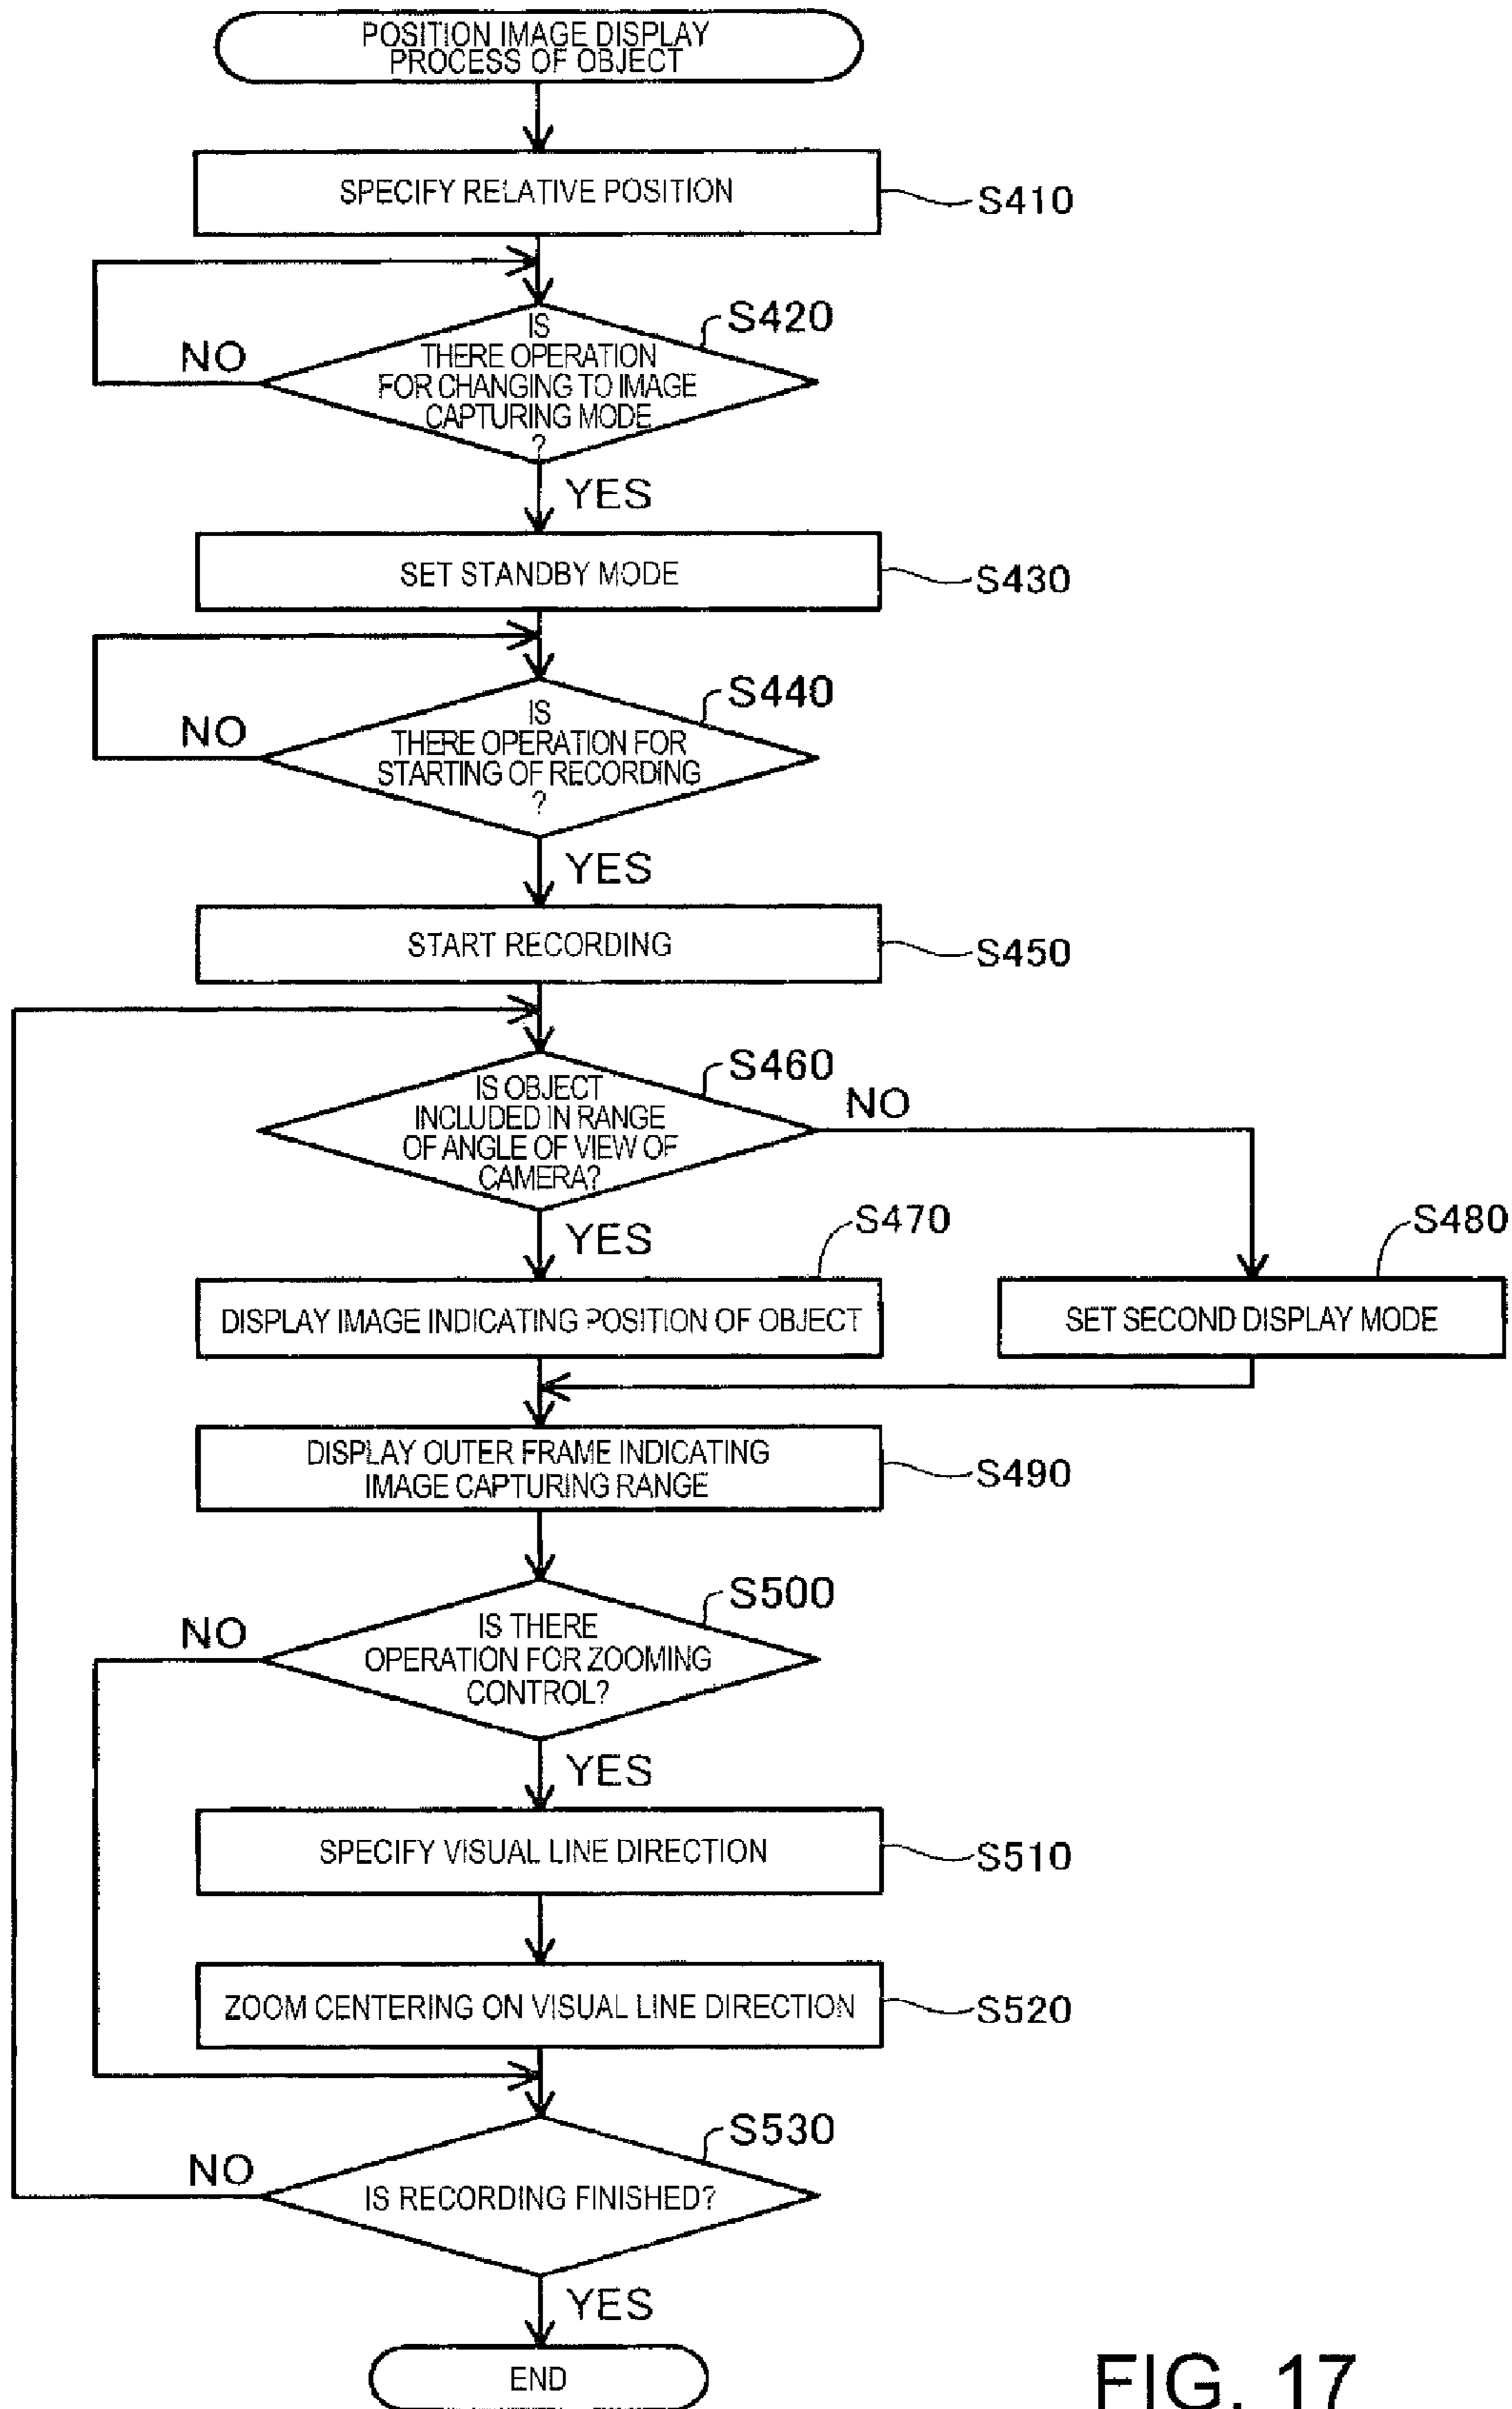 POSITION IMAGE DISPLAY
PROCESS OF OBJECT
SPECIFY RELATIVE POSITION
S410
IS
THERE OPERATION
FOR CHANGING TO IMAGE
CAPTURING MODE
?
S420
NO
YES
SET STANDBY MODE
S430
IS
THERE OPERATION FOR
STARTING OF RECORDING
?
S440
NO
YES
START RECORDING
S450
IS OBJECT
INCLUDED IN RANGE
OF ANGLE OF VIEW OF
CAMERA?
S460
NO
YES
S470
S480
DISPLAY IMAGE INDICATING POSITION OF OBJECT
SET SECOND DISPLAY MODE
DISPLAY OUTER FRAME INDICATING
IMAGE CAPTURING RANGE
S490
IS THERE
OPERATION FOR ZOOMING
CONTROL?
S500
NO
YES
SPECIFY VISUAL LINE DIRECTION
S510
ZOOM CENTERING ON VISUAL LINE DIRECTION
S520
S530
NO
IS RECORDING FINISHED?
YES
END
FIG. 17